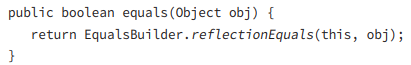 public boolean equals(Object obj) {
   return EqualsBuilder.reflectionEquals(this, obj);
}